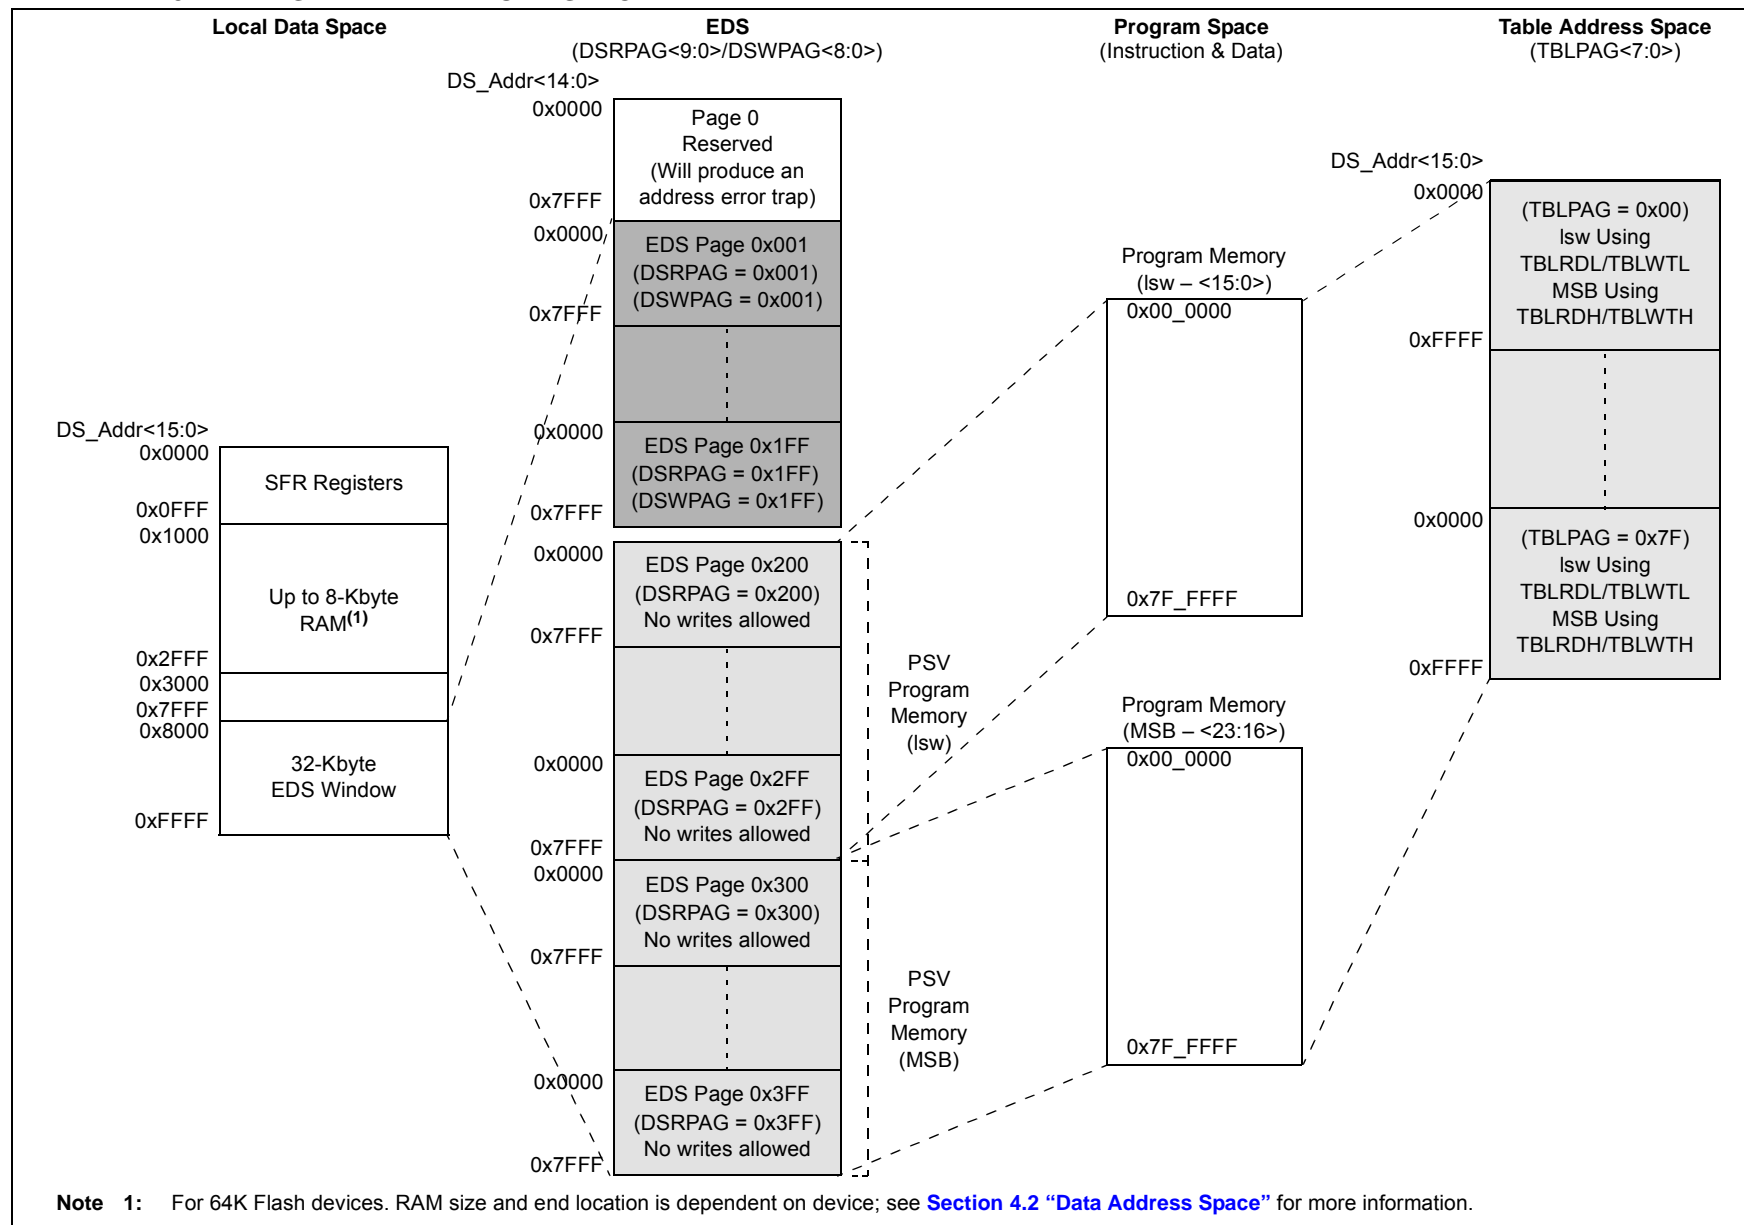 Local Data Space
EDS
(DSRPAG<9:0>/DSWPAG<8:0>)
Program Space
(Instruction & Data)
Table Address Space
(TBLPAG<7:0>)
DS_Addr<15:0>
0x0000
SFR Registers
0x0FFF
0x1000
Up to 8-Kbyte
RAM(1)
0x2FFF
0x3000
0x7FFF
0x8000
32-Kbyte
EDS Window
0xFFFF
DS_Addr<14:0>
0x0000
Page 0
Reserved
(Will produce an
address error trap)
0x7FFF
0x0000
EDS Page 0x001
(DSRPAG = 0x001)
(DSWPAG = 0x001)
0x7FFF
0x0000
EDS Page 0x1FF
(DSRPAG = 0x1FF)
(DSWPAG = 0x1FF)
0x7FFF
0x0000
EDS Page 0x200
(DSRPAG = 0x200)
No writes allowed
0x7FFF
0x0000
EDS Page 0x2FF
(DSRPAG = 0x2FF)
No writes allowed
0x7FFF
0x0000
EDS Page 0x300
(DSRPAG = 0x300)
No writes allowed
0x7FFF
0x0000
EDS Page 0x3FF
(DSRPAG = 0x3FF)
No writes allowed
0x7FFF
PSV
Program
Memory
(lsw)
PSV
Program
Memory
(MSB)
Program Memory
(lsw – <15:0>)
0x00_0000
0x7F_FFFF
Program Memory
(MSB – <23:16>)
0x00_0000
0x7F_FFFF
DS_Addr<15:0>
0x0000
(TBLPAG = 0x00)
lsw Using
TBLRDL/TBLWTL
MSB Using
TBLRDH/TBLWTH
0xFFFF
0x0000
(TBLPAG = 0x7F)
lsw Using
TBLRDL/TBLWTL
MSB Using
TBLRDH/TBLWTH
0xFFFF
Note 1: For 64K Flash devices. RAM size and end location is dependent on device; see Section 4.2 “Data Address Space” for more information.